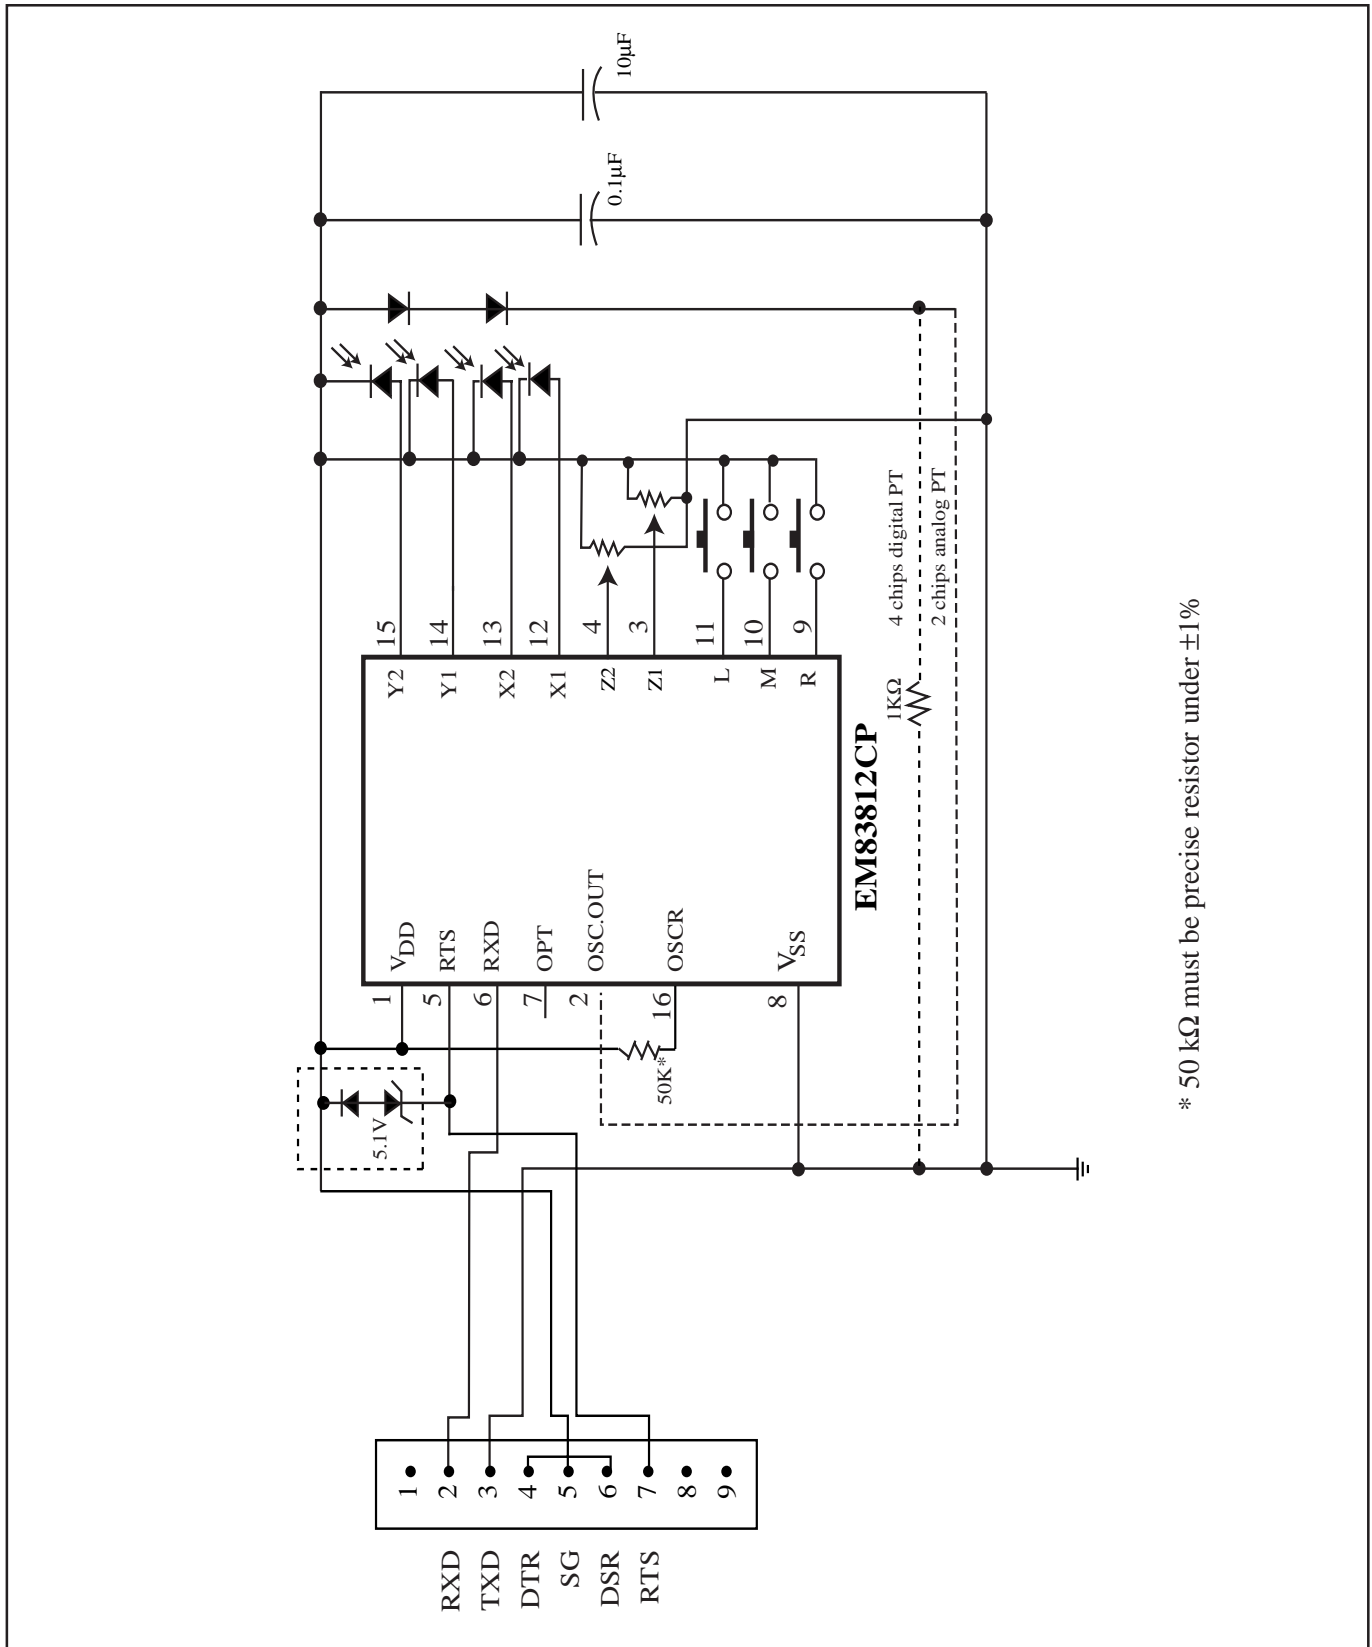 10µF
0.1µF
4 chips digital PT
2 chips analog PT
15
14
13
12
4
3
11
10
9
Y2
Y1
X2
X1
Z2
Z1
L
M
R
1KΩ
EM83812CP
VDD
RTS
RXD
OPT
OSC.OUT
OSCR
VSS
1
5
6
7
2
16
8
50K*
5.1V
1
2
3
4
5
6
7
8
9
RXD
TXD
DTR
SG
DSR
RTS
* 50 kΩ must be precise resistor under ±1%